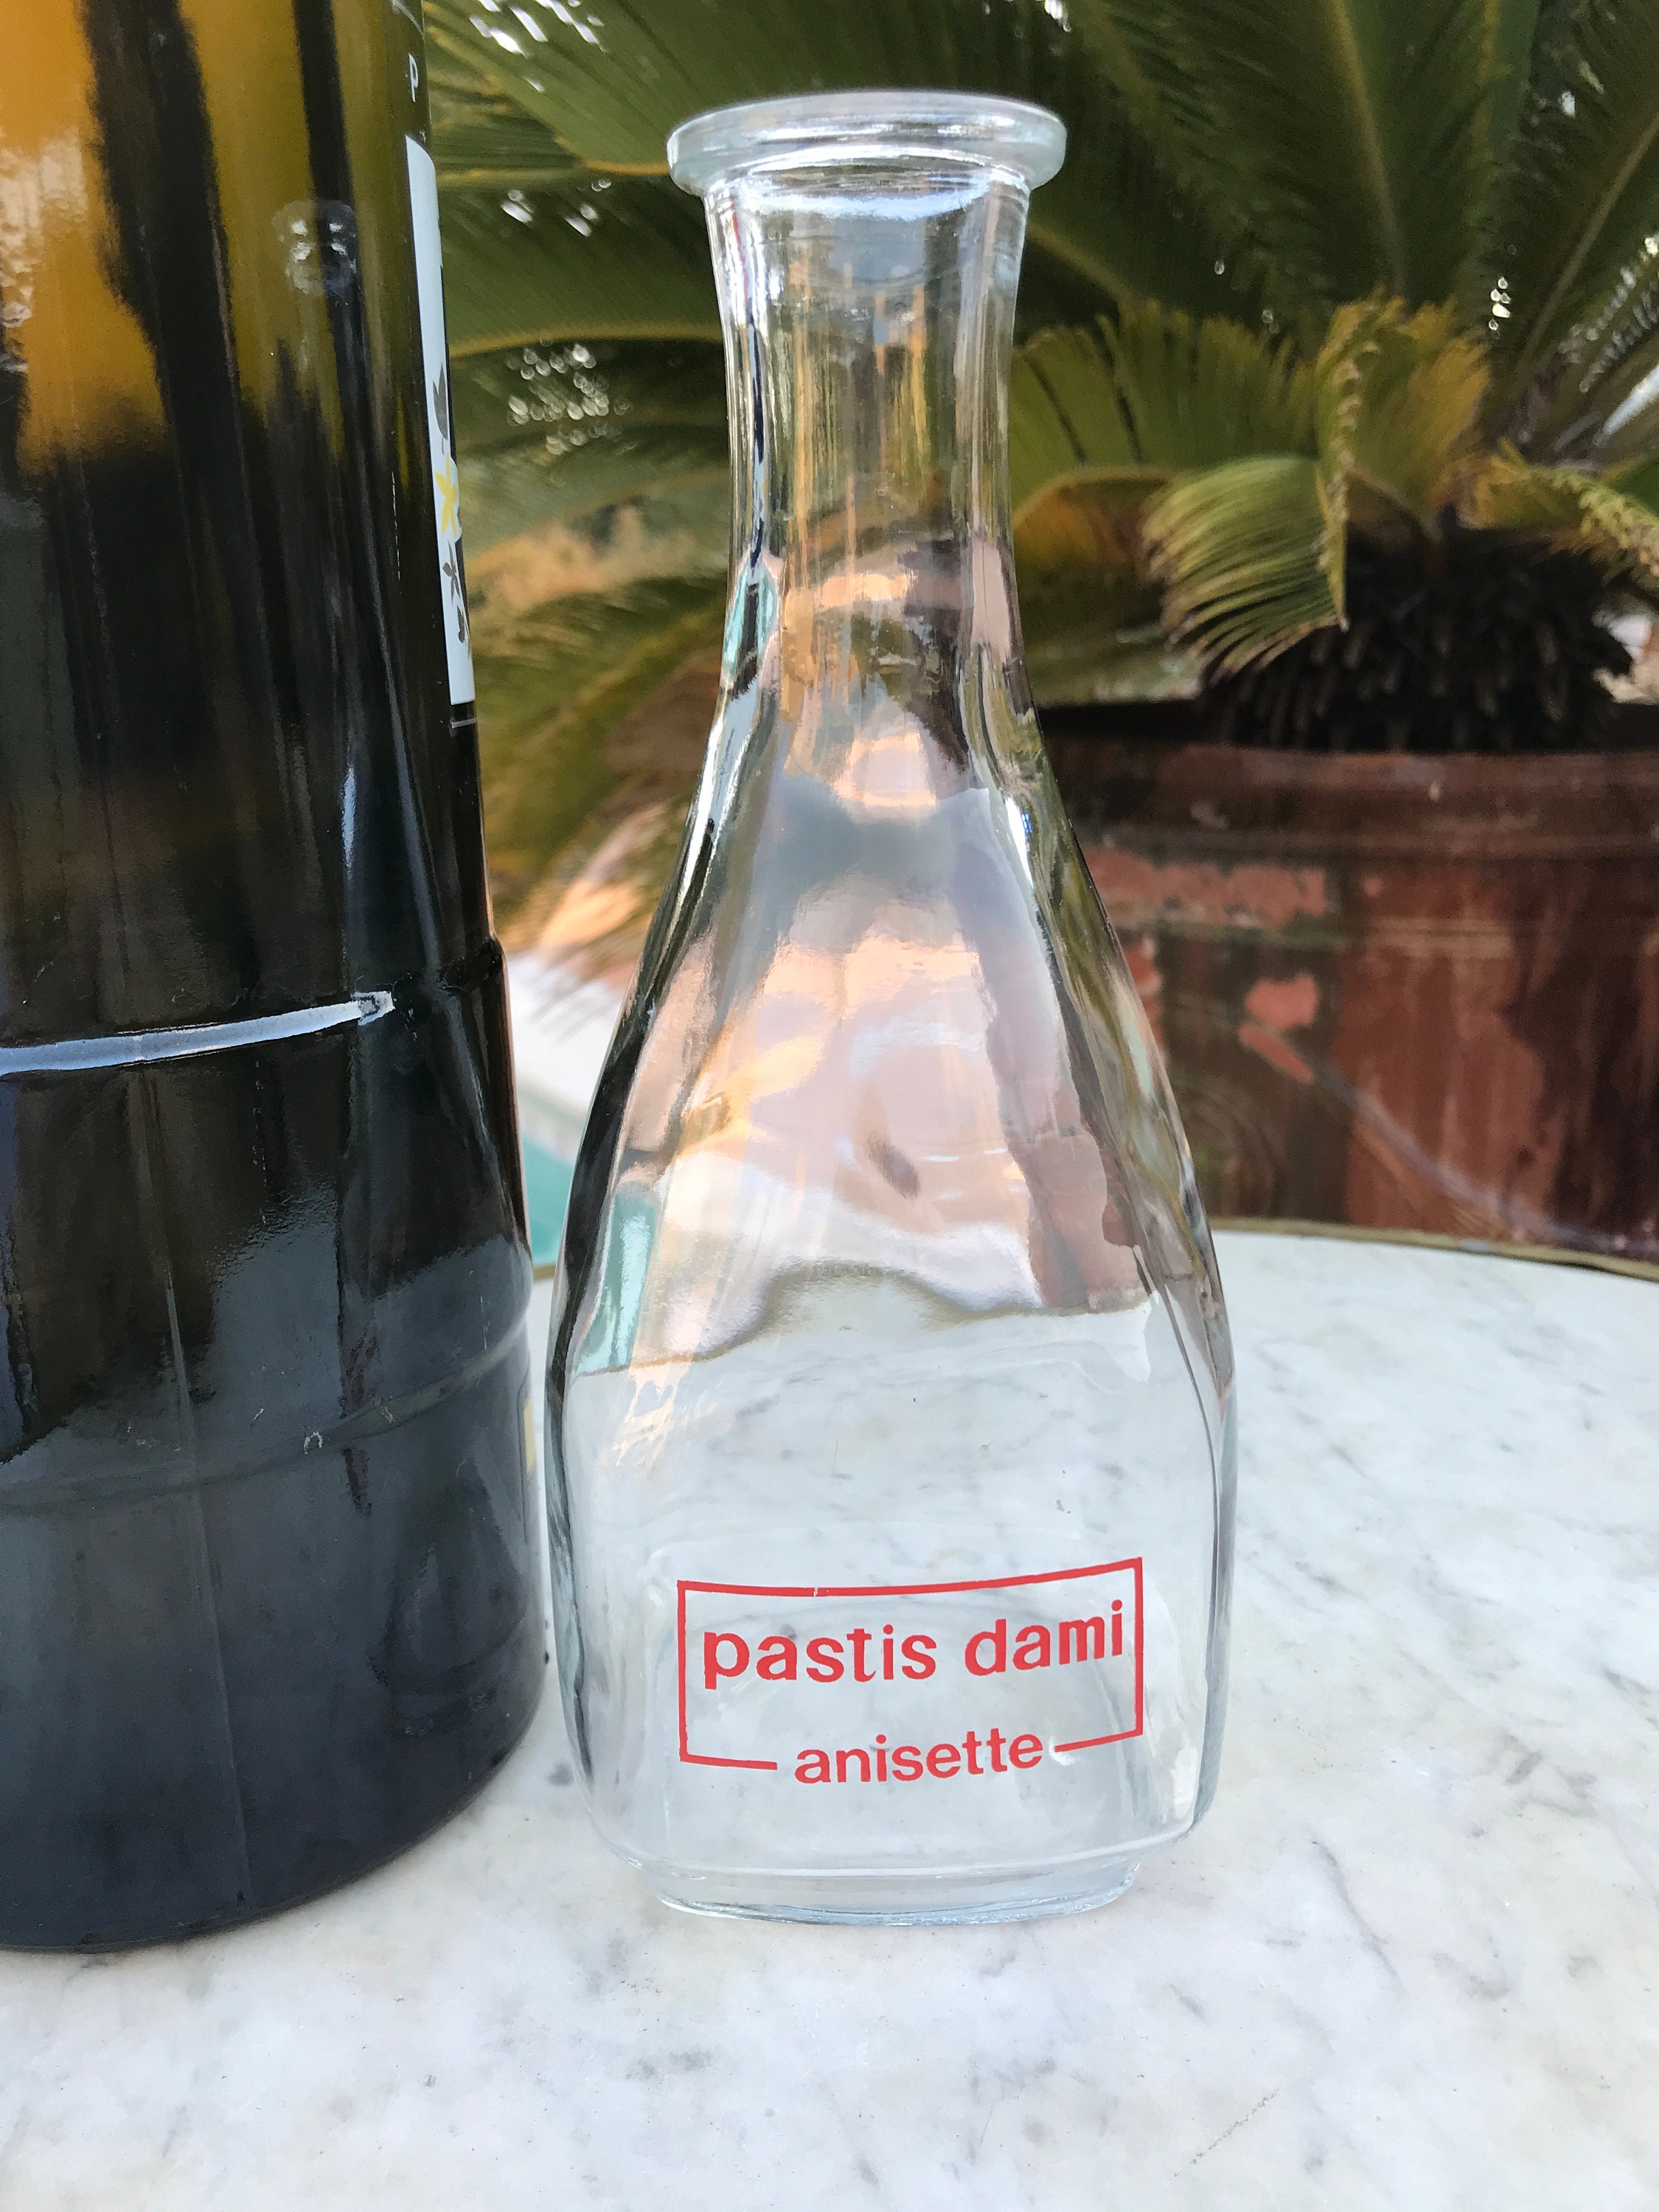 P
pastis dami
anisette